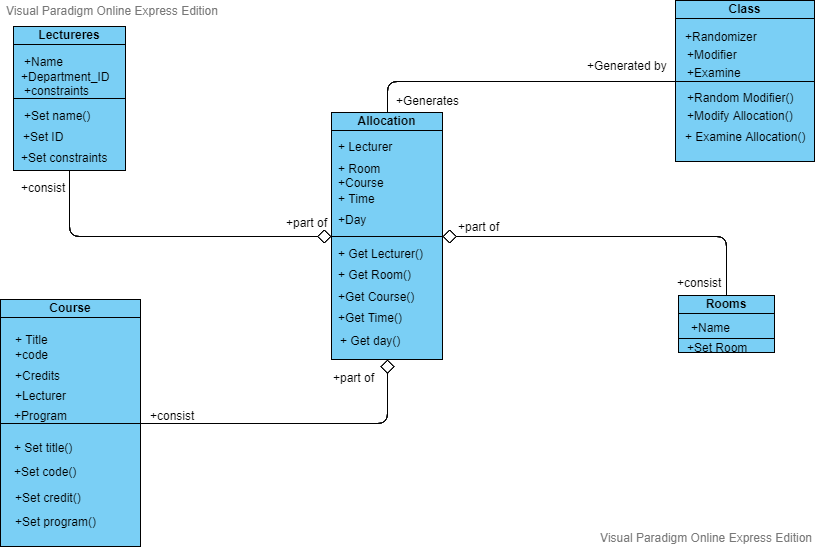 Visual Paradigm Online Express Edition
Lectureres
+Name
+Department_ID
+constraints
+Set name()
+Set ID
+Set constraints
+consist
Class
+Randomizer
+Modifier
+Examine
+Random Modifier()
+Modify Allocation()
+ Examine Allocation()
+Generated by
+Generates
Allocation
+ Lecturer
+ Room
+Course
+ Time
+Day
+ Get Lecturer()
+ Get Room()
+Get Course()
+Get Time()
+ Get day()
+part of
+part of
+part of
+consist
Rooms
+Name
+Set Room
Course
+ Title
+code
+Credits
+Lecturer
+Program
+ Set title()
+Set code()
+Set credit()
+Set program()
+consist
Visual Paradigm Online Express Edition